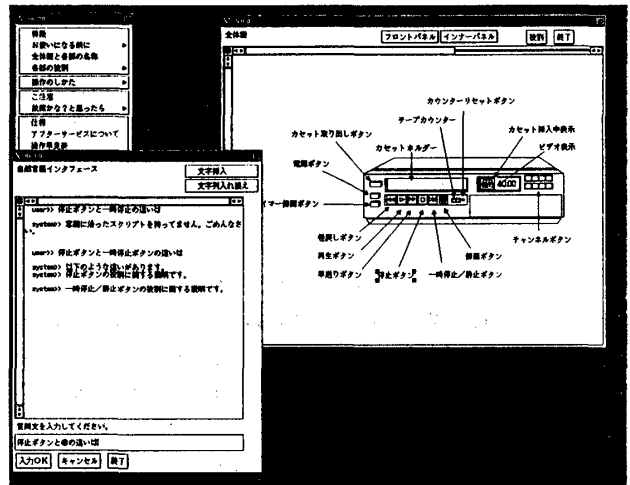 特徴
お使いになる前に
全体図と各部の名称
各部の役割
操作のしかた
ご注意
故障かな?と思ったら
仕様
アフターサービスについて
操作早見表
全体図
フロントパネル
インナーパネル
役割
終了
カウンターリセットボタン
テープカウンター
カセット取り出しボタン
カセット挿入中表示
カセットホルダー
ビデオ表示
電源ボタン
イマー録画ボタン
40:00
巻戻しボタン
録画ボタン
チャンネルボタン
再生ボタン
早送りボタン
停止ボタン
一時停止/静止ボタン
自然言語インタフェース
文字挿入
文字列入れ換え
user>> 停止ボタンと一時停止の違いは
system>> 意図に沿ったスクリプトを持ってません。ごめんなさ
い。
user>> 停止ボタンと一時停止ボタンの違いは
system>> 以下のような違いがあります。
system>> 停止ボタンの役割に関する説明です。
system>> 一時停止/静止ボタンの役割に関する説明です。
質問文を入力してください。
停止ボタンと@の違いは
入力OK
キャンセル
終了